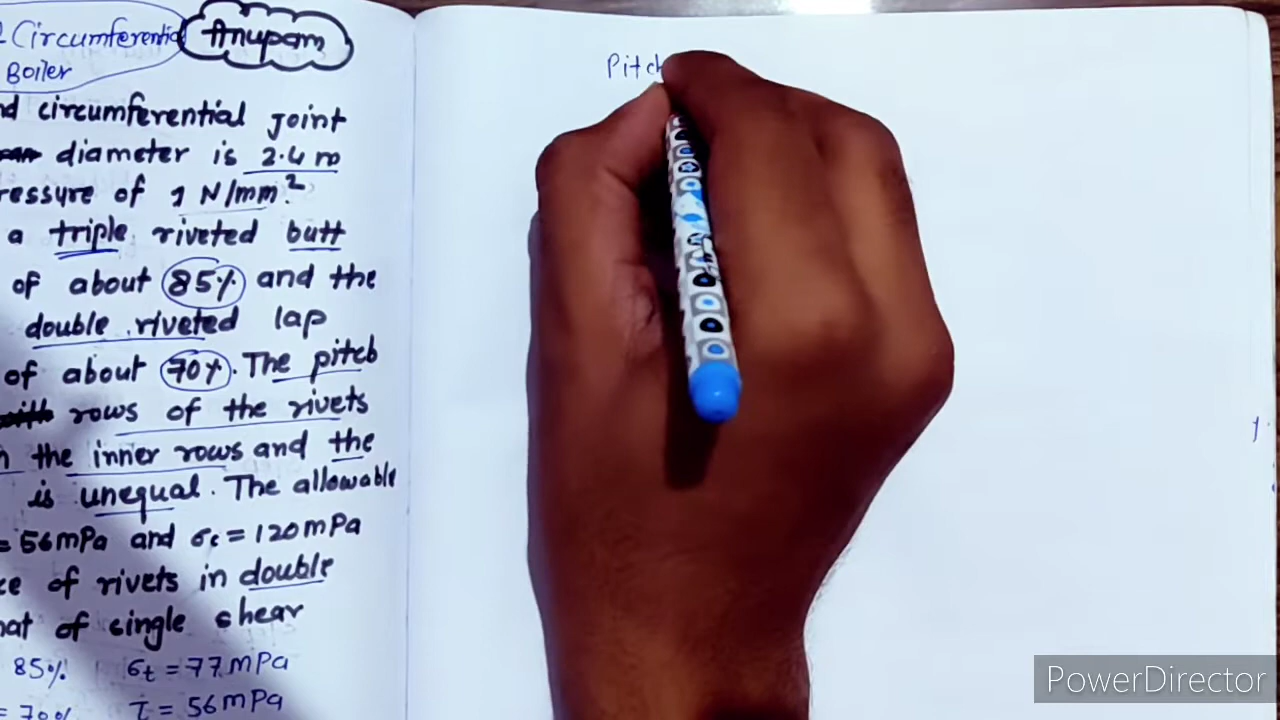 Circumferential
Anupam
Boiler
nd circumferential joint
diameter is 2.4 m
ressure of 1 N/mm².
a triple riveted butt
of about 85% and the
double riveted lap
of about 70%. The pitch
rows of the rivets
the inner rows and the
is unequal. The allowable
= 56 MPa and σc = 120 MPa
ce of rivets in double
hat of single shear
85% σt = 77 MPa
= 70% τ = 56 MPa
Pitch
PowerDirector